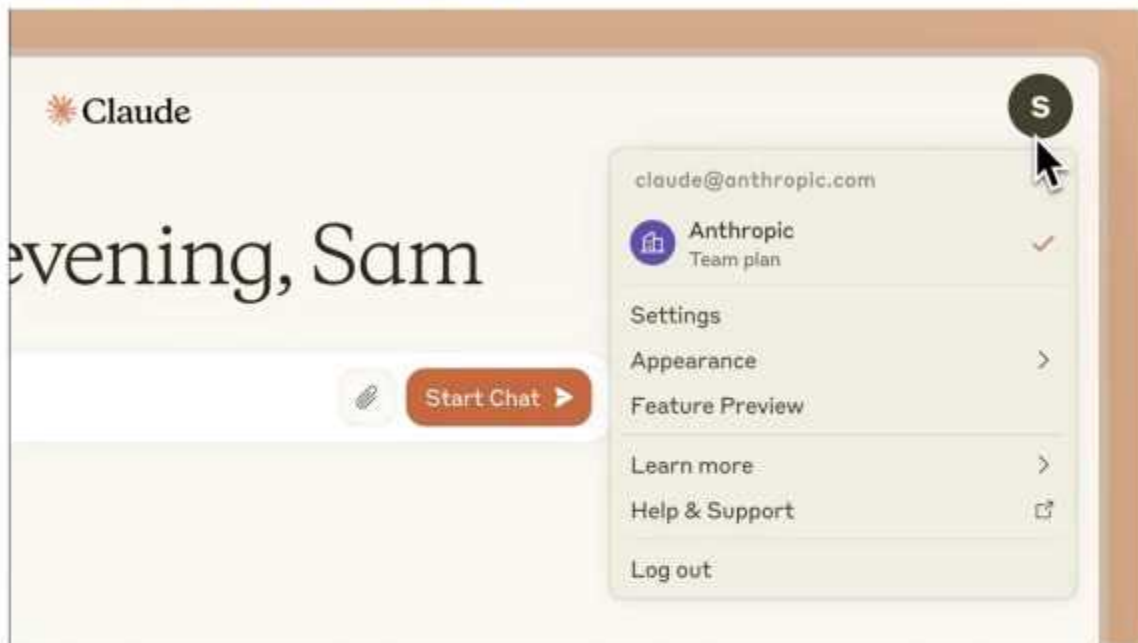 Claude
S
claude@anthropic.com
Anthropic
Team plan
evening, Sam
Settings
Appearance
Start Chat
Feature Preview
Learn more
Help & Support
Log out